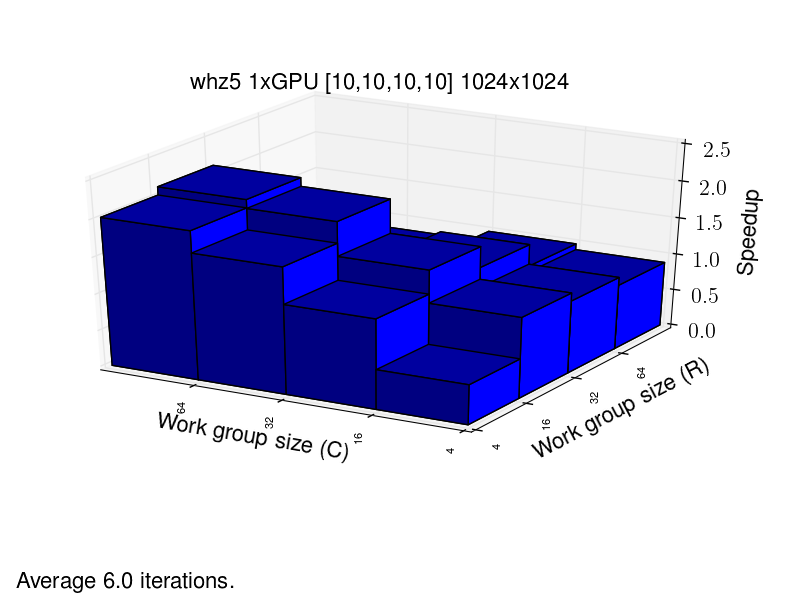 whz5 1xGPU [10,10,10,10] 1024x1024
2.5
2.0
1.5
1.0
0.5
0.0
Speedup
64
32
16
4
Work group size (C)
4
16
32
64
Work group size (R)
Average 6.0 iterations.